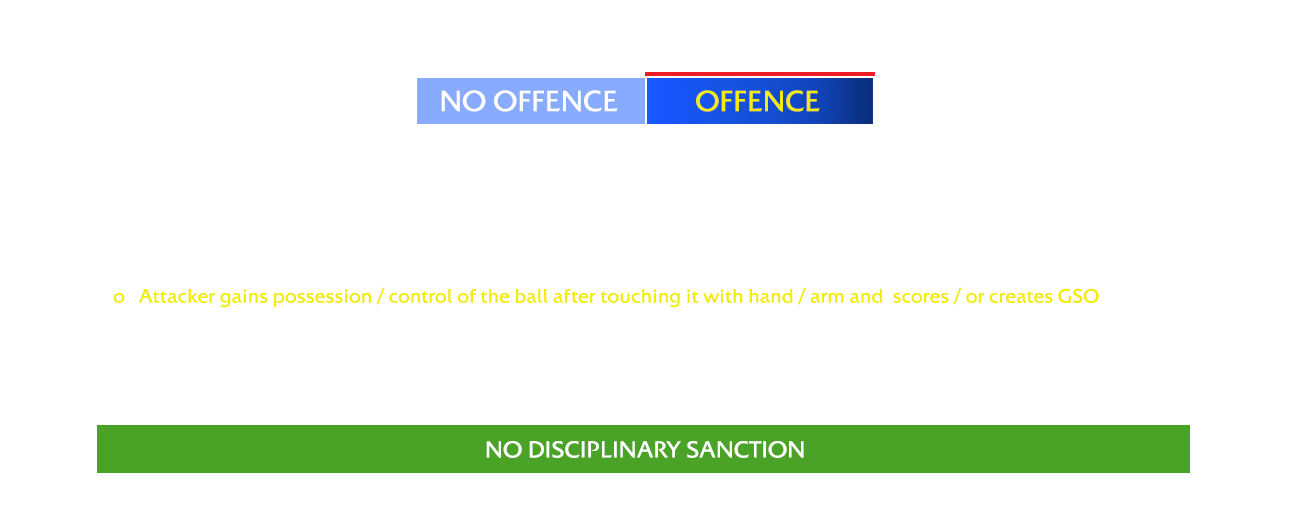 NO OFFENCE OFFENCE
o Attacker gains possession / control of the ball after touching it with hand / arm and scores / or creates GSO
NO DISCIPLINARY SANCTION